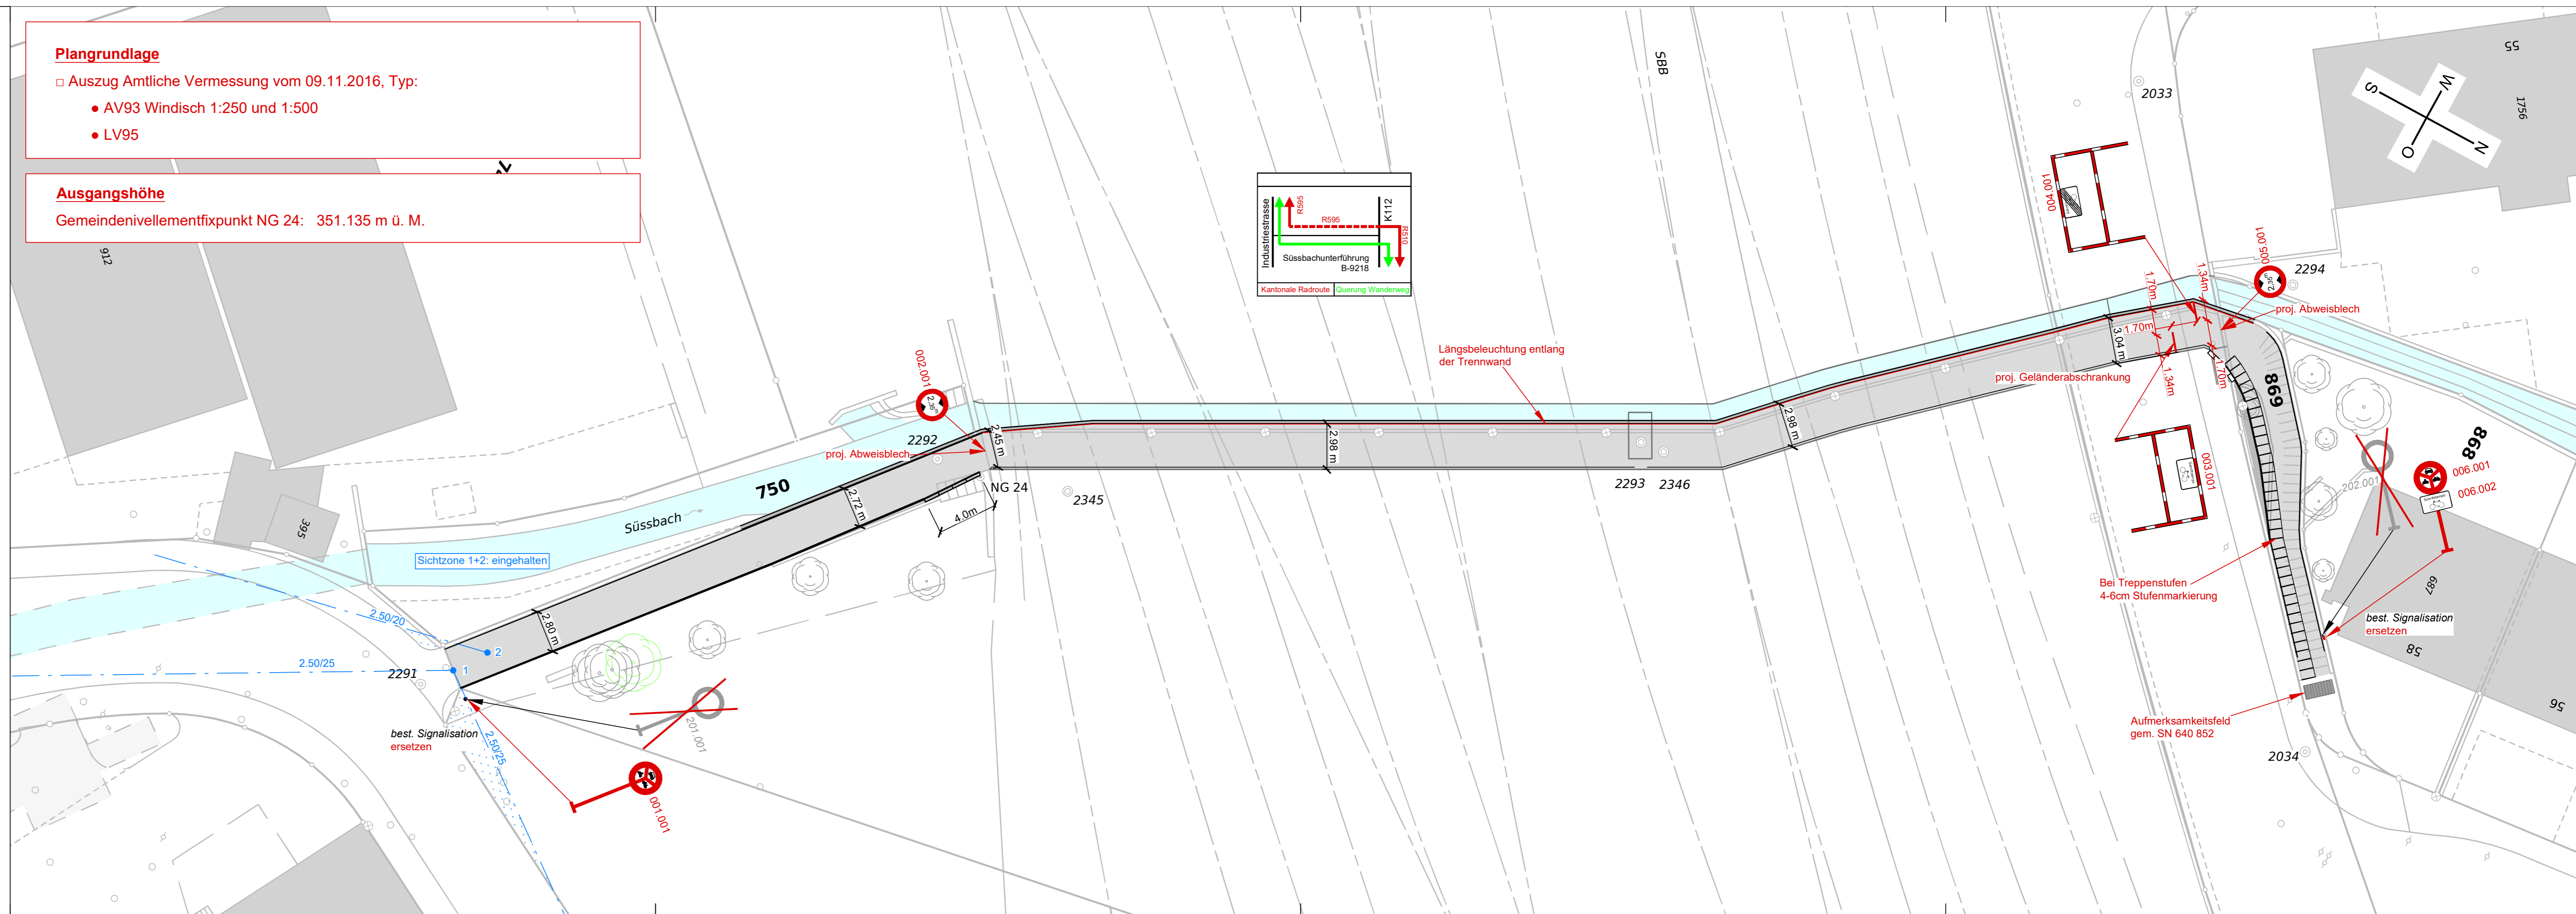 Plangrundlage
□ Auszug Amtliche Vermessung vom 09.11.2016, Typ:
● AV93 Windisch 1:250 und 1:500
● LV95
Ausgangshöhe
Gemeindenivellementfixpunkt NG 24: 351.135 m ü. M.
912
395
Sichtzone 1+2: eingehalten
2.50/20
2.50/25
2
1
2291
best. Signalisation
ersetzen
2.50/25
201.001
001.001
2.80 m
Süssbach
750
2.72 m
4.0m
NG 24
2292
proj. Abweisblech
002.001
2.45 m
2345
Industriestrasse
R595
R595
K112
R510
Süssbachunterführung
B-9218
Kantonale Radroute
Querung Wanderweg
2.98 m
Längsbeleuchtung entlang
der Trennwand
SBB
2293
2346
2.98 m
3.04 m
proj. Geländerabschrankung
1.70m
1.34m
1.70m
1.34m
1.70m
004.001
003.001
005.001
2033
2294
proj. Abweisblech
55
1756
S
W
O
N
869
898
202.001
006.001
006.002
Bei Treppenstufen
4-6cm Stufenmarkierung
687
best. Signalisation
ersetzen
58
56
Aufmerksamkeitsfeld
gem. SN 640 852
2034